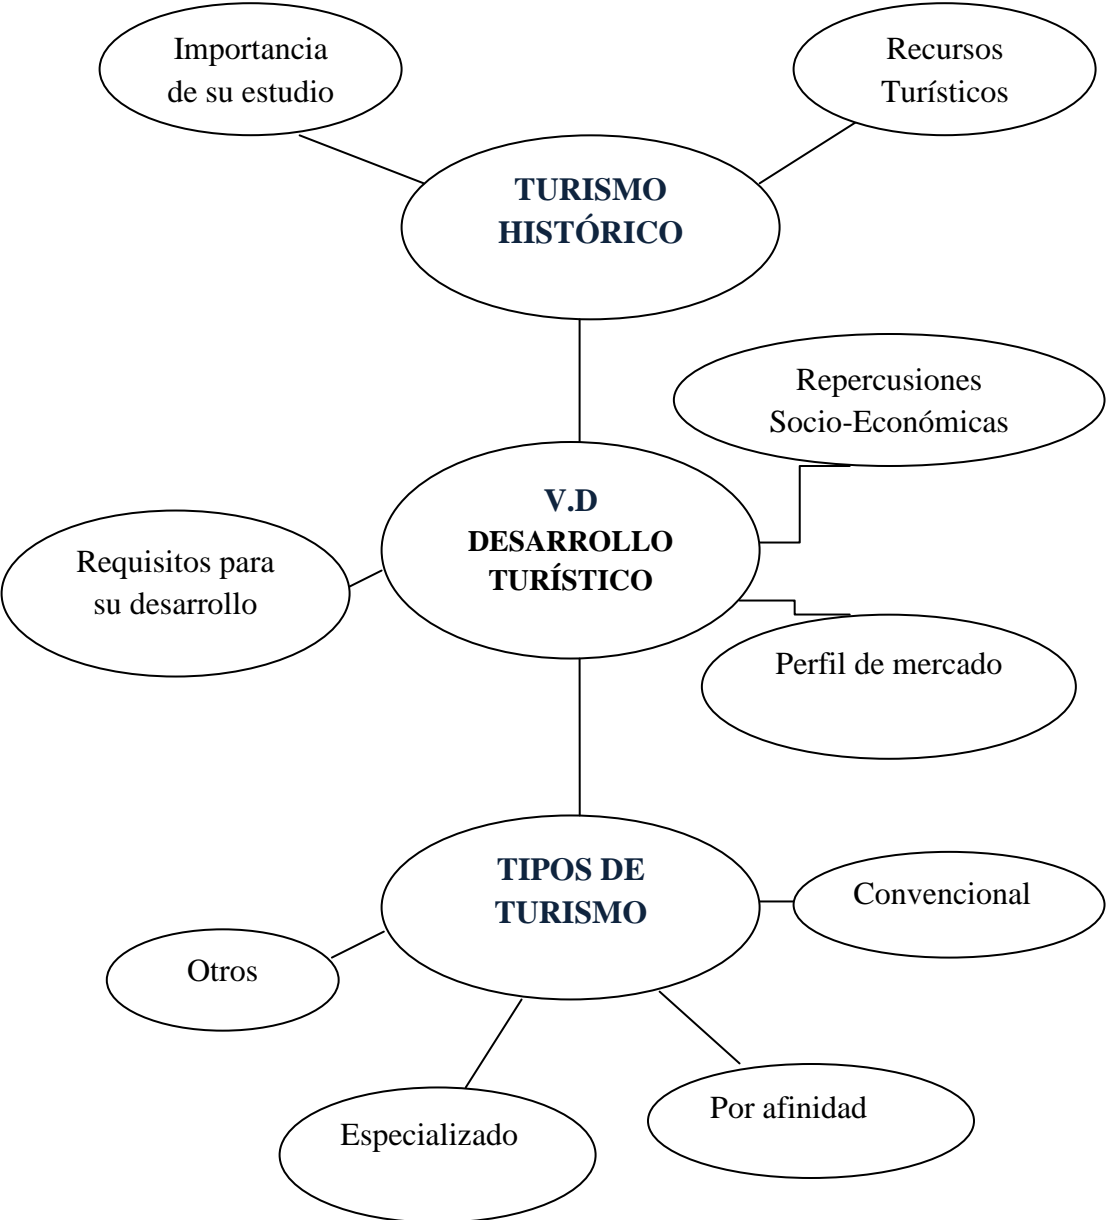 Importancia
de su estudio
Recursos
Turísticos
TURISMO
HISTÓRICO
Repercusiones
Socio-Económicas
V.D
DESARROLLO
TURÍSTICO
Requisitos para
su desarrollo
Perfil de mercado
TIPOS DE
TURISMO
Convencional
Otros
Por afinidad
Especializado